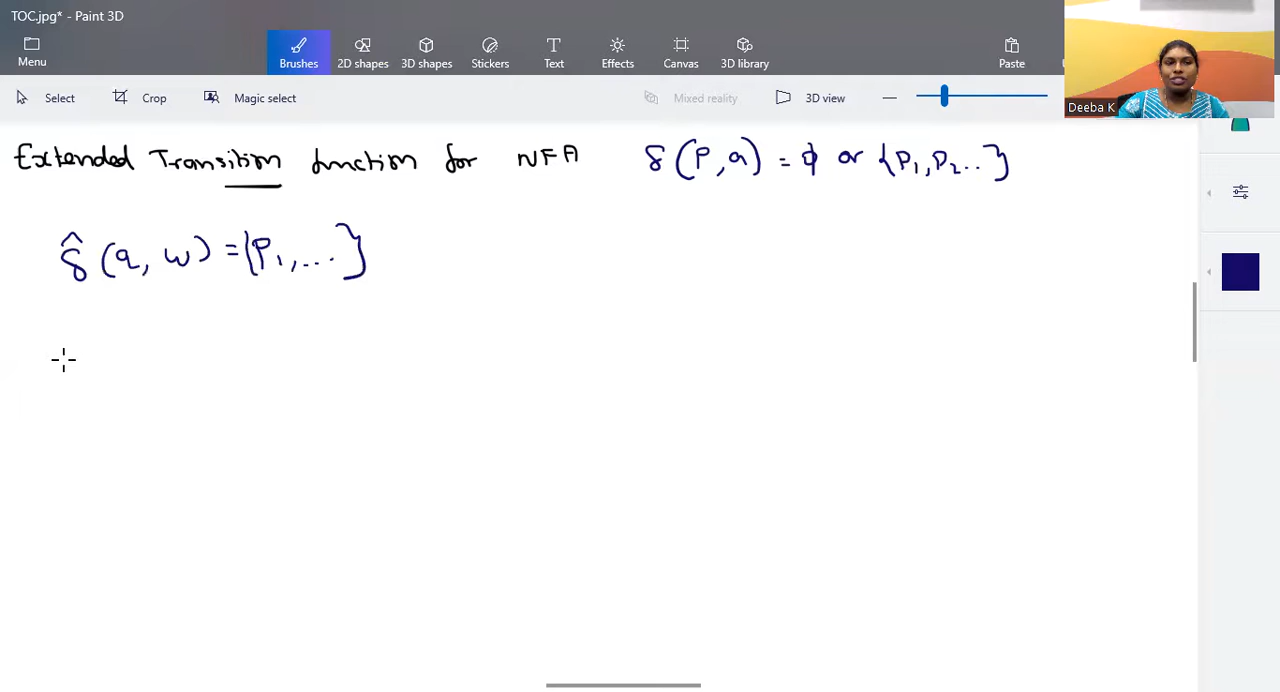 TOC.jpg* - Paint 3D
Menu
Brushes
2D shapes
3D shapes
Stickers
Text
Effects
Canvas
3D library
Paste
Select
Crop
Magic select
Mixed reality
3D view
Deeba K
Extended Transition function for NFA δ(P,a) = ϕ or {P₁,P₂..}
δ̂(q, w) = {P₁,...}